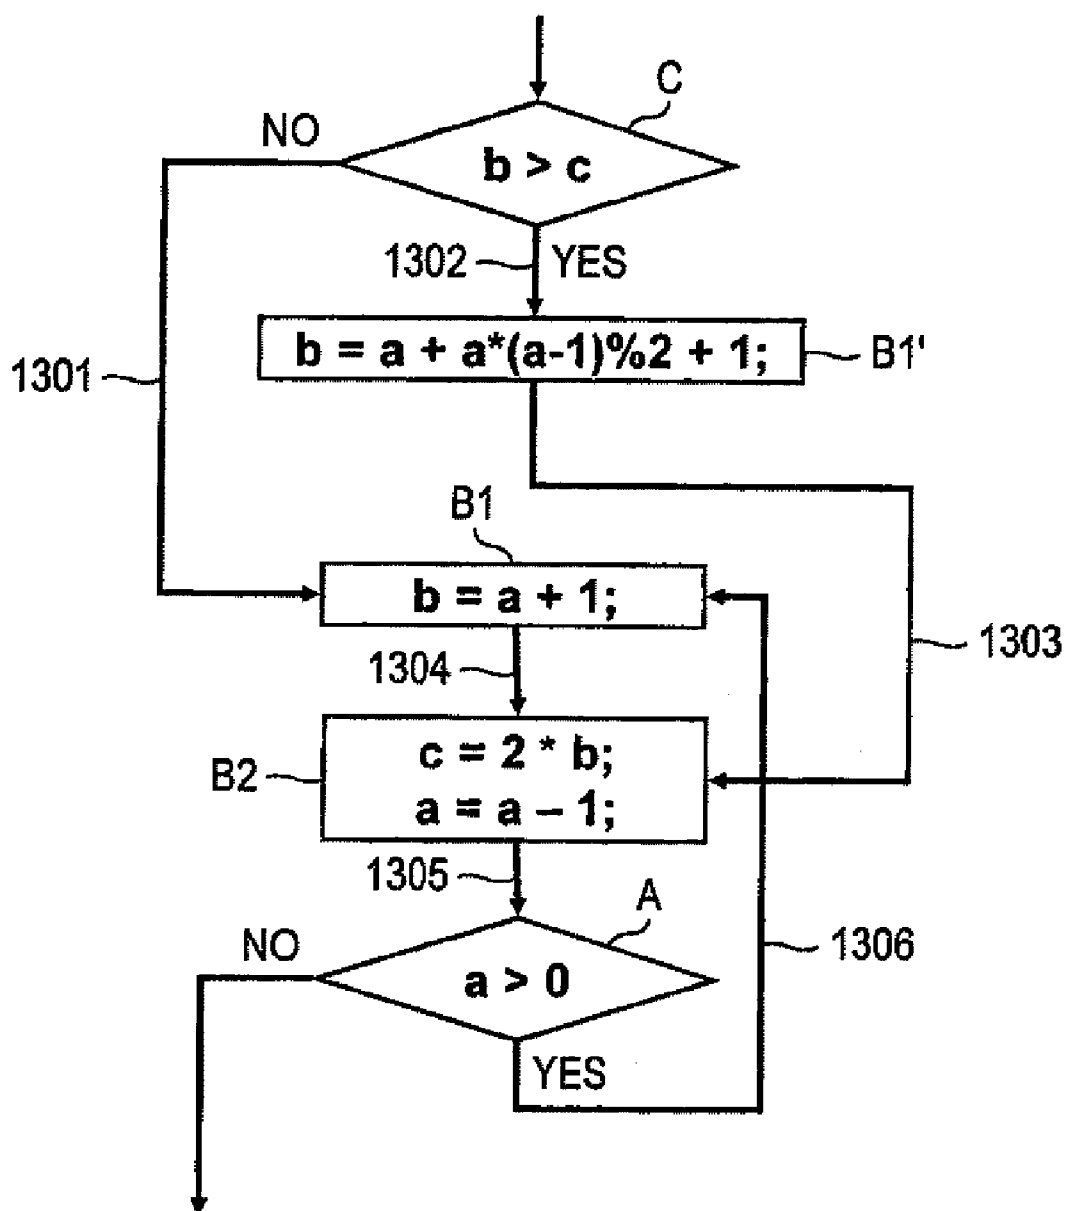 C
NO
b > c
1302
YES
b = a + a*(a-1)%2 + 1;
B1'
1301
B1
b = a + 1;
1303
1304
c = 2 * b;
B2
a = a – 1;
1305
A
NO
1306
a > 0
YES